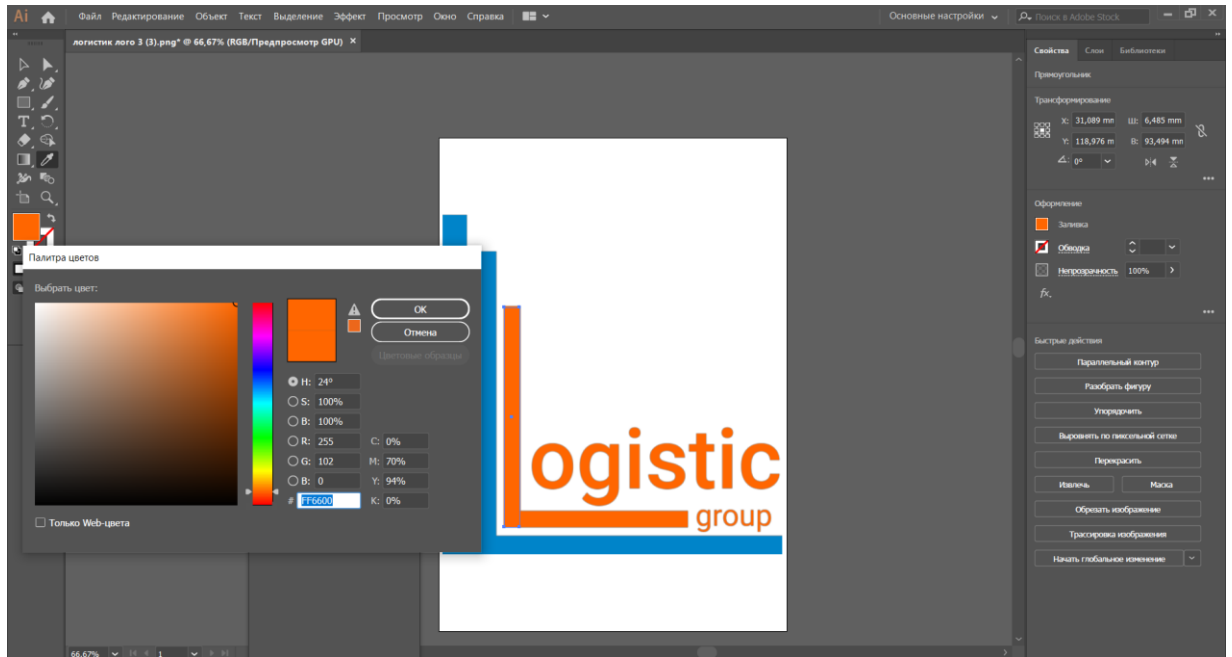 Ai Файл Редактирование Объект Текст Выделение Эффект Просмотр Окно Справка Основные настройки Поиск в Adobe Stock
логистик лого 3 (3).png* @ 66,67% (RGB/Предпросмотр GPU) ×
Свойства Слои Библиотеки
Прямоугольник
Трансформирование
X: 31,089 mm Ш: 6,485 mm
Y: 118,976 m В: 93,494 mm
0°
Оформление
Заливка
Обводка
Непрозрачность 100%
fx.
Быстрые действия
Параллельный контур
Разобрать фигуру
Упорядочить
Выровнять по пиксельной сетке
Перекрасить
Извлечь Маска
Обрезать изображение
Трассировка изображения
Начать глобальное изменение
Палитра цветов
Выбрать цвет:
ОК
Отмена
Цветовые образцы
H: 24°
S: 100%
B: 100%
R: 255 C: 0%
G: 102 M: 70%
B: 0 Y: 94%
# FF6600 K: 0%
Только Web-цвета
Logistic
group
66,67% 1